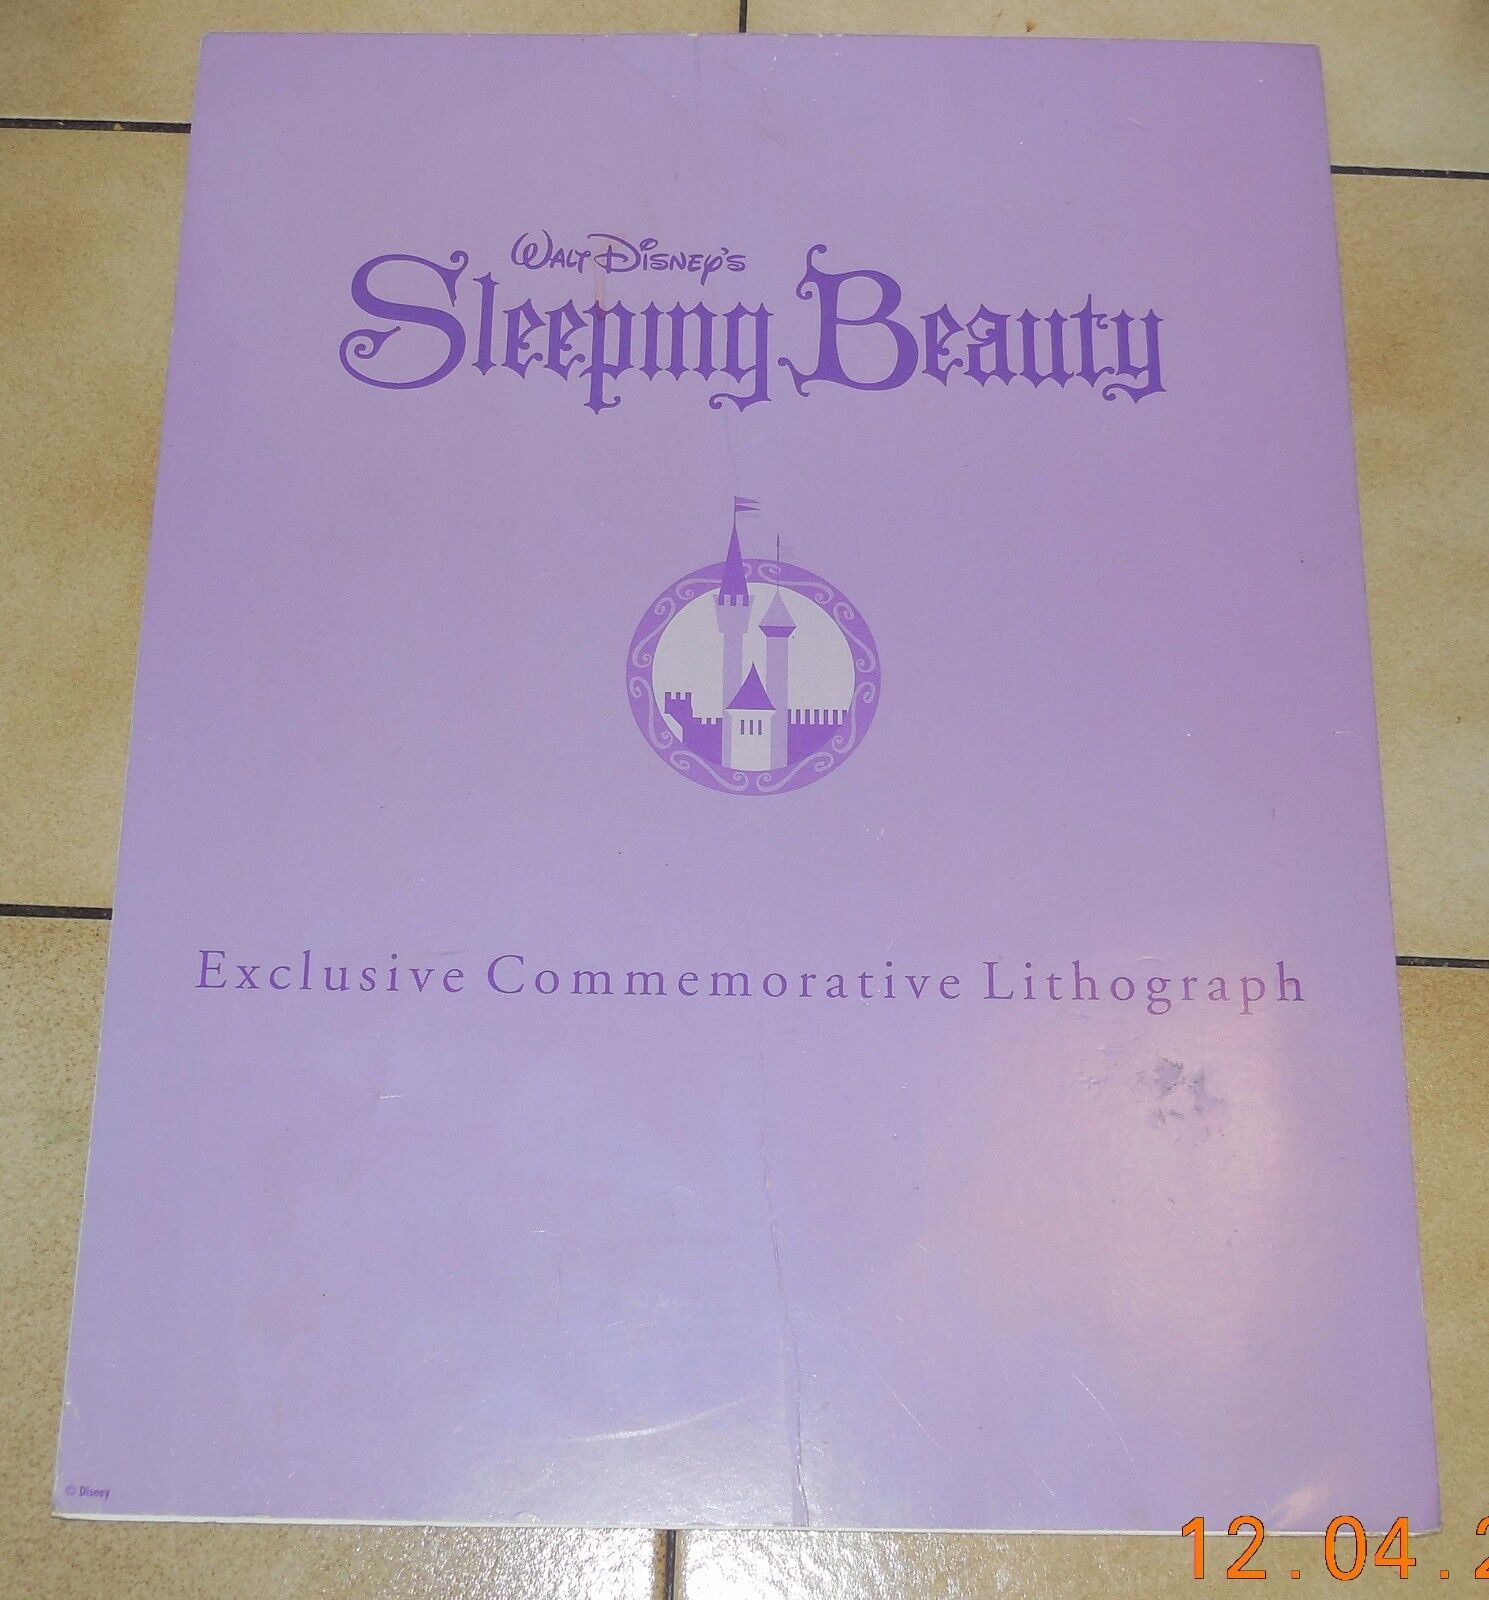 Walt Disney's
Sleeping Beauty
Exclusive Commemorative Lithograph
© Disney
12.04.2